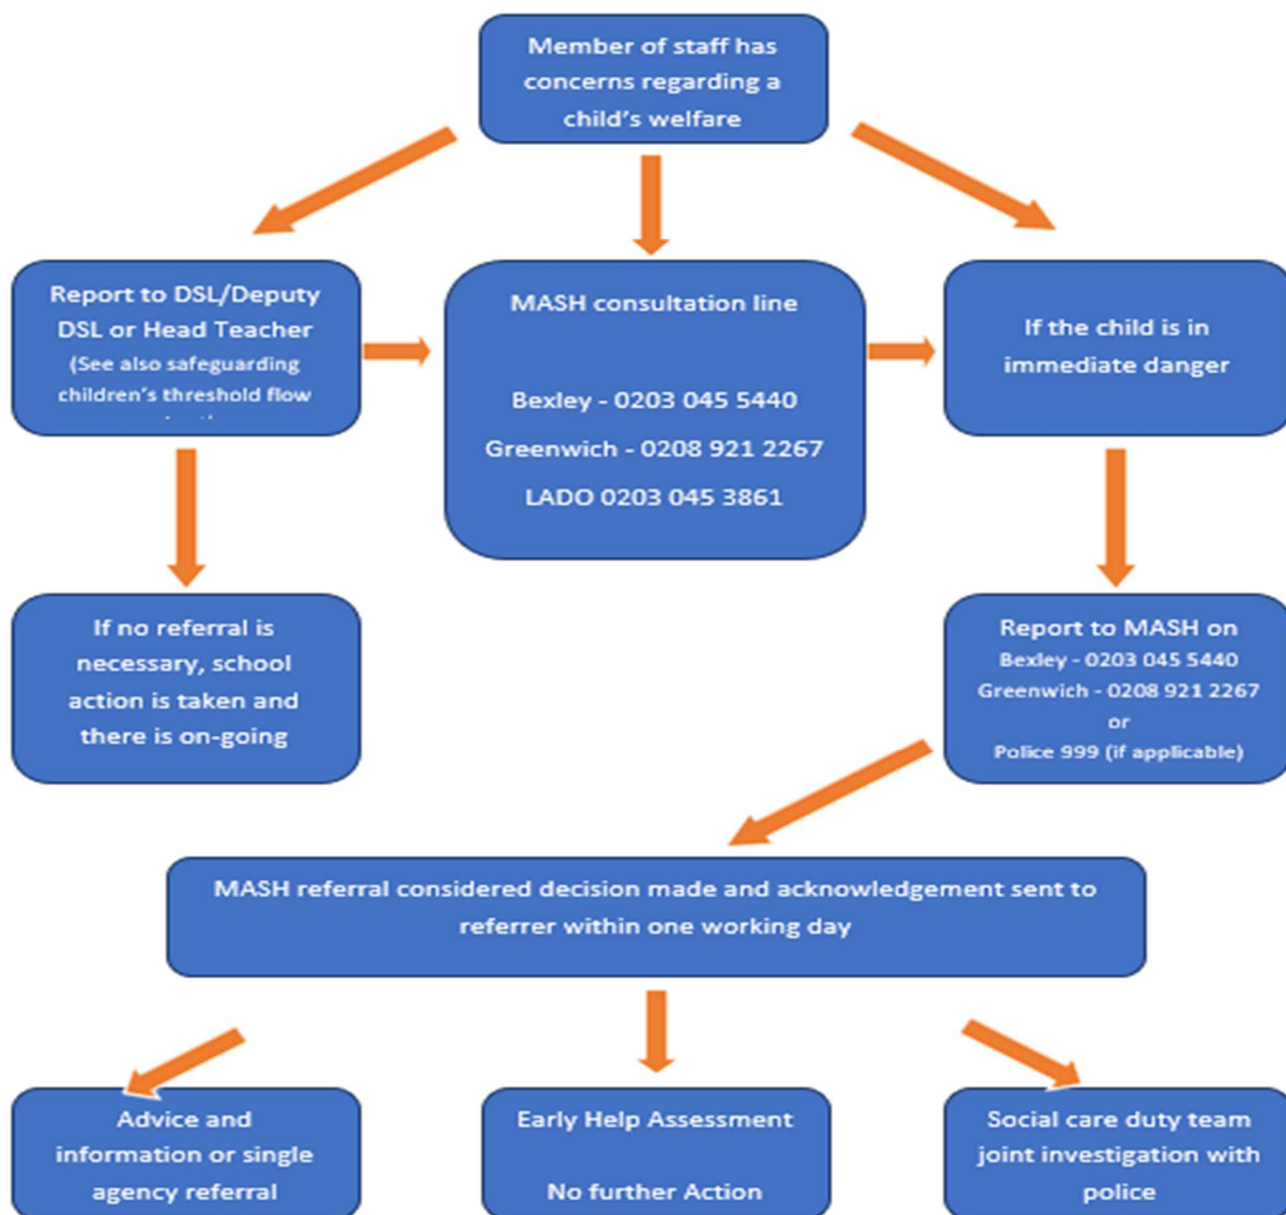 Member of staff has
concerns regarding a
child's welfare
Report to DSL/Deputy
DSL or Head Teacher
(See also safeguarding
children's threshold flow
MASH consultation line
Bexley - 0203 045 5440
Greenwich - 0208 921 2267
LADO 0203 045 3861
If the child is in
immediate danger
If no referral is
necessary, school
action is taken and
there is on-going
Report to MASH on
Bexley - 0203 045 5440
Greenwich - 0208 921 2267
or
Police 999 (if applicable)
MASH referral considered decision made and acknowledgement sent to
referrer within one working day
Advice and
information or single
agency referral
Early Help Assessment
No further Action
Social care duty team
joint investigation with
police